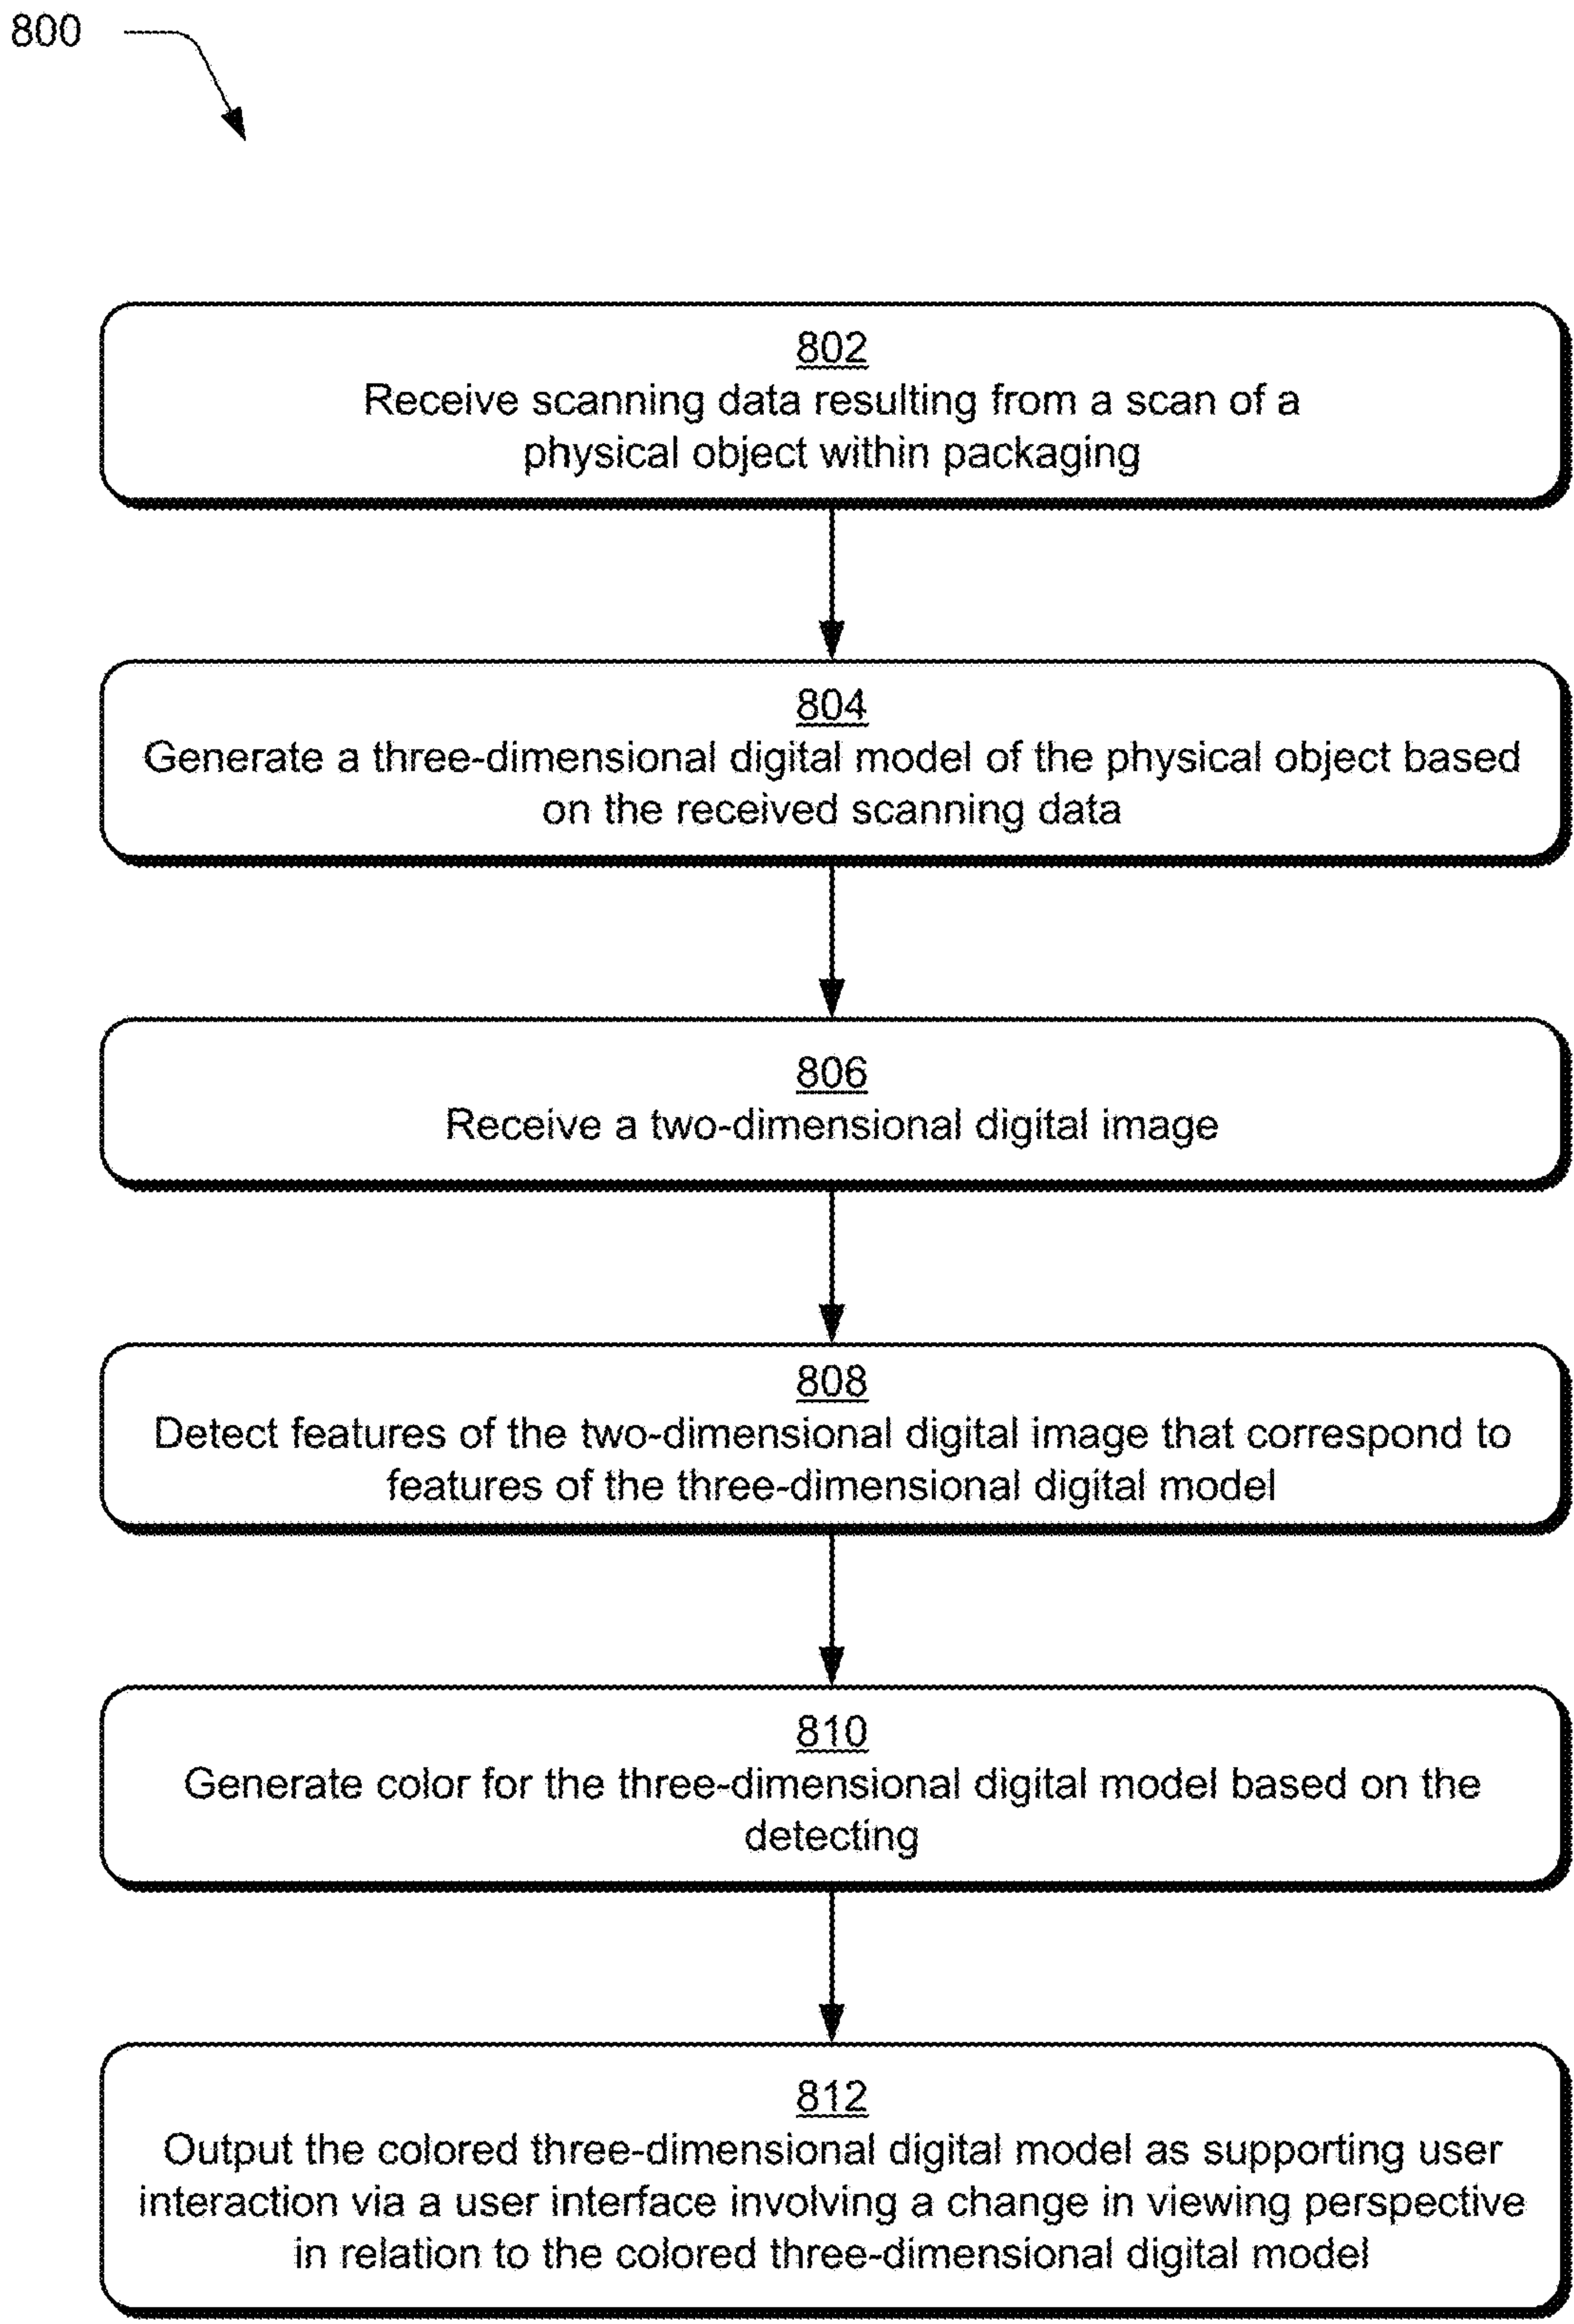 800
802
Receive scanning data resulting from a scan of a
physical object within packaging
804
Generate a three-dimensional digital model of the physical object based
on the received scanning data
806
Receive a two-dimensional digital image
808
Detect features of the two-dimensional digital image that correspond to
features of the three-dimensional digital model
810
Generate color for the three-dimensional digital model based on the
detecting
812
Output the colored three-dimensional digital model as supporting user
interaction via a user interface involving a change in viewing perspective
in relation to the colored three-dimensional digital model